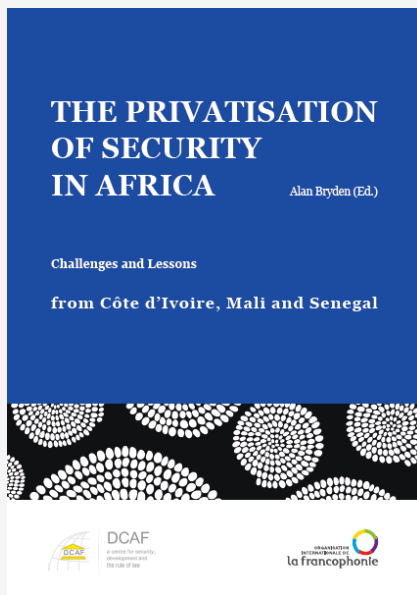 THE PRIVATISATION
OF SECURITY
IN AFRICA
Alan Bryden (Ed.)
Challenges and Lessons
from Côte d’Ivoire, Mali and Senegal
DCAF
DCAF
a centre for security,
development and
the rule of law
ORGANISATION
INTERNATIONALE DE
la francophonie